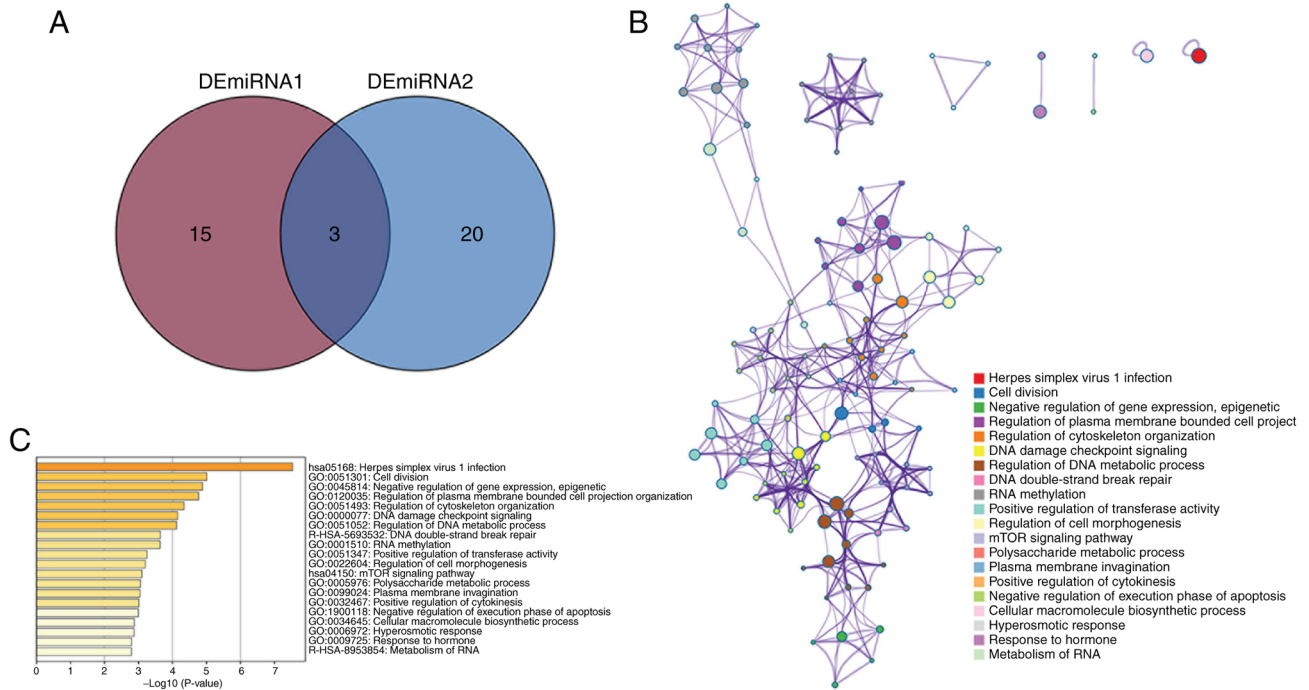 A
DEmiRNA1
DEmiRNA2
15
3
20
B
Herpes simplex virus 1 infection
Cell division
Negative regulation of gene expression, epigenetic
Regulation of plasma membrane bounded cell project
Regulation of cytoskeleton organization
DNA damage checkpoint signaling
Regulation of DNA metabolic process
DNA double-strand break repair
RNA methylation
Positive regulation of transferase activity
Regulation of cell morphogenesis
mTOR signaling pathway
Polysaccharide metabolic process
Plasma membrane invagination
Positive regulation of cytokinesis
Negative regulation of execution phase of apoptosis
Cellular macromolecule biosynthetic process
Hyperosmotic response
Response to hormone
Metabolism of RNA
C
hsa05168: Herpes simplex virus 1 infection
GO:0051301: Cell division
GO:0045814: Negative regulation of gene expression, epigenetic
GO:0120035: Regulation of plasma membrane bounded cell projection organization
GO:0051493: Regulation of cytoskeleton organization
GO:0000077: DNA damage checkpoint signaling
GO:0051052: Regulation of DNA metabolic process
R-HSA-5693532: DNA double-strand break repair
GO:0001510: RNA methylation
GO:0051347: Positive regulation of transferase activity
GO:0022604: Regulation of cell morphogenesis
hsa04150: mTOR signaling pathway
GO:0005976: Polysaccharide metabolic process
GO:0099024: Plasma membrane invagination
GO:0032467: Positive regulation of cytokinesis
GO:1900118: Negative regulation of execution phase of apoptosis
GO:0034645: Cellular macromolecule biosynthetic process
GO:0006972: Hyperosmotic response
GO:0009725: Response to hormone
R-HSA-8953854: Metabolism of RNA
0 1 2 3 4 5 6 7
–Log10 (P-value)